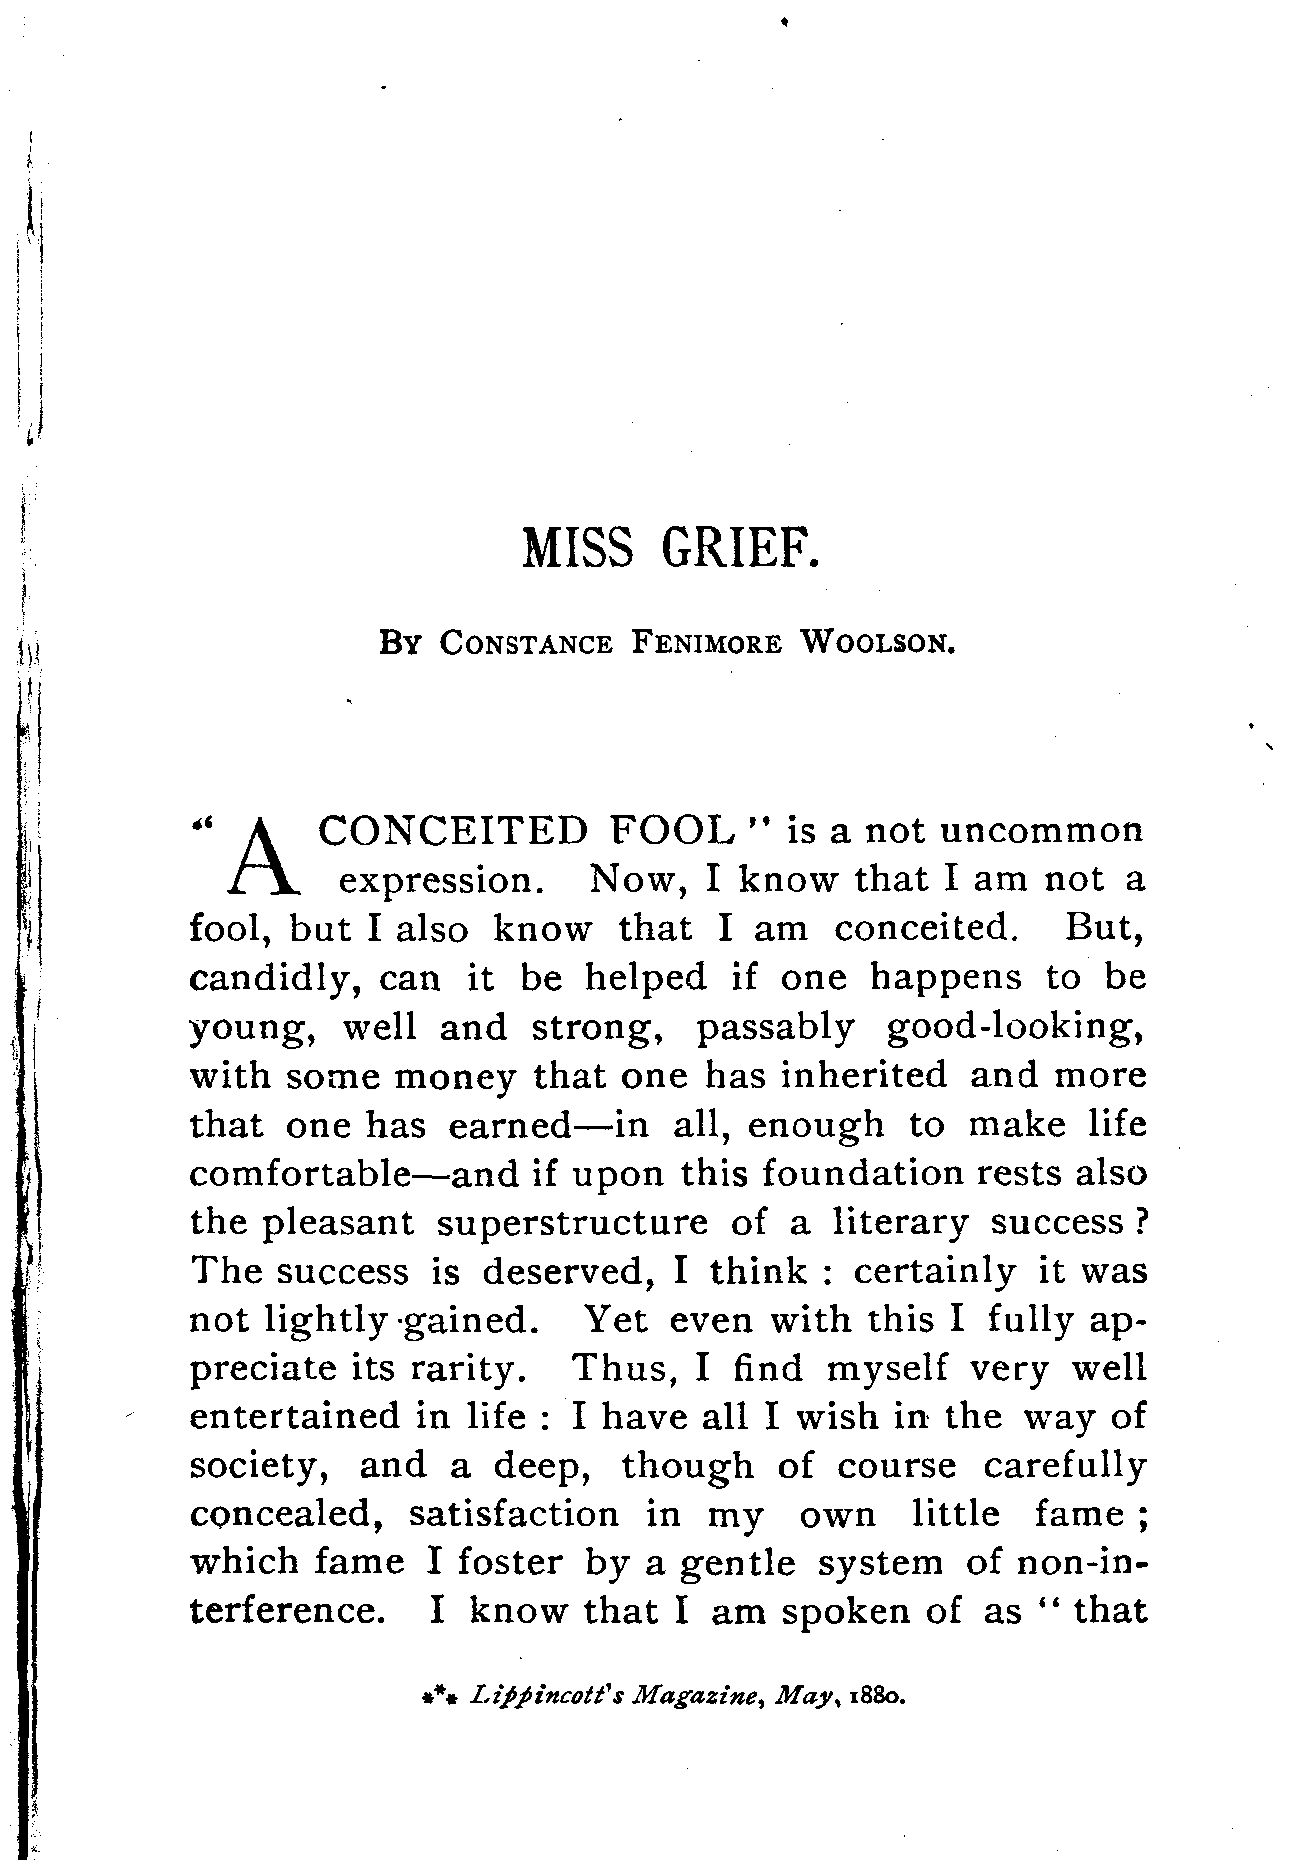 MISS GRIEF.
BY CONSTANCE FENIMORE WOOLSON.
“A CONCEITED FOOL” is a not uncommon
expression. Now, I know that I am not a
fool, but I also know that I am conceited. But,
candidly, can it be helped if one happens to be
young, well and strong, passably good-looking,
with some money that one has inherited and more
that one has earned—in all, enough to make life
comfortable—and if upon this foundation rests also
the pleasant superstructure of a literary success ?
The success is deserved, I think : certainly it was
not lightly gained. Yet even with this I fully ap-
preciate its rarity. Thus, I find myself very well
entertained in life : I have all I wish in the way of
society, and a deep, though of course carefully
concealed, satisfaction in my own little fame ;
which fame I foster by a gentle system of non-in-
terference. I know that I am spoken of as “ that
*** Lippincott's Magazine, May, 1880.